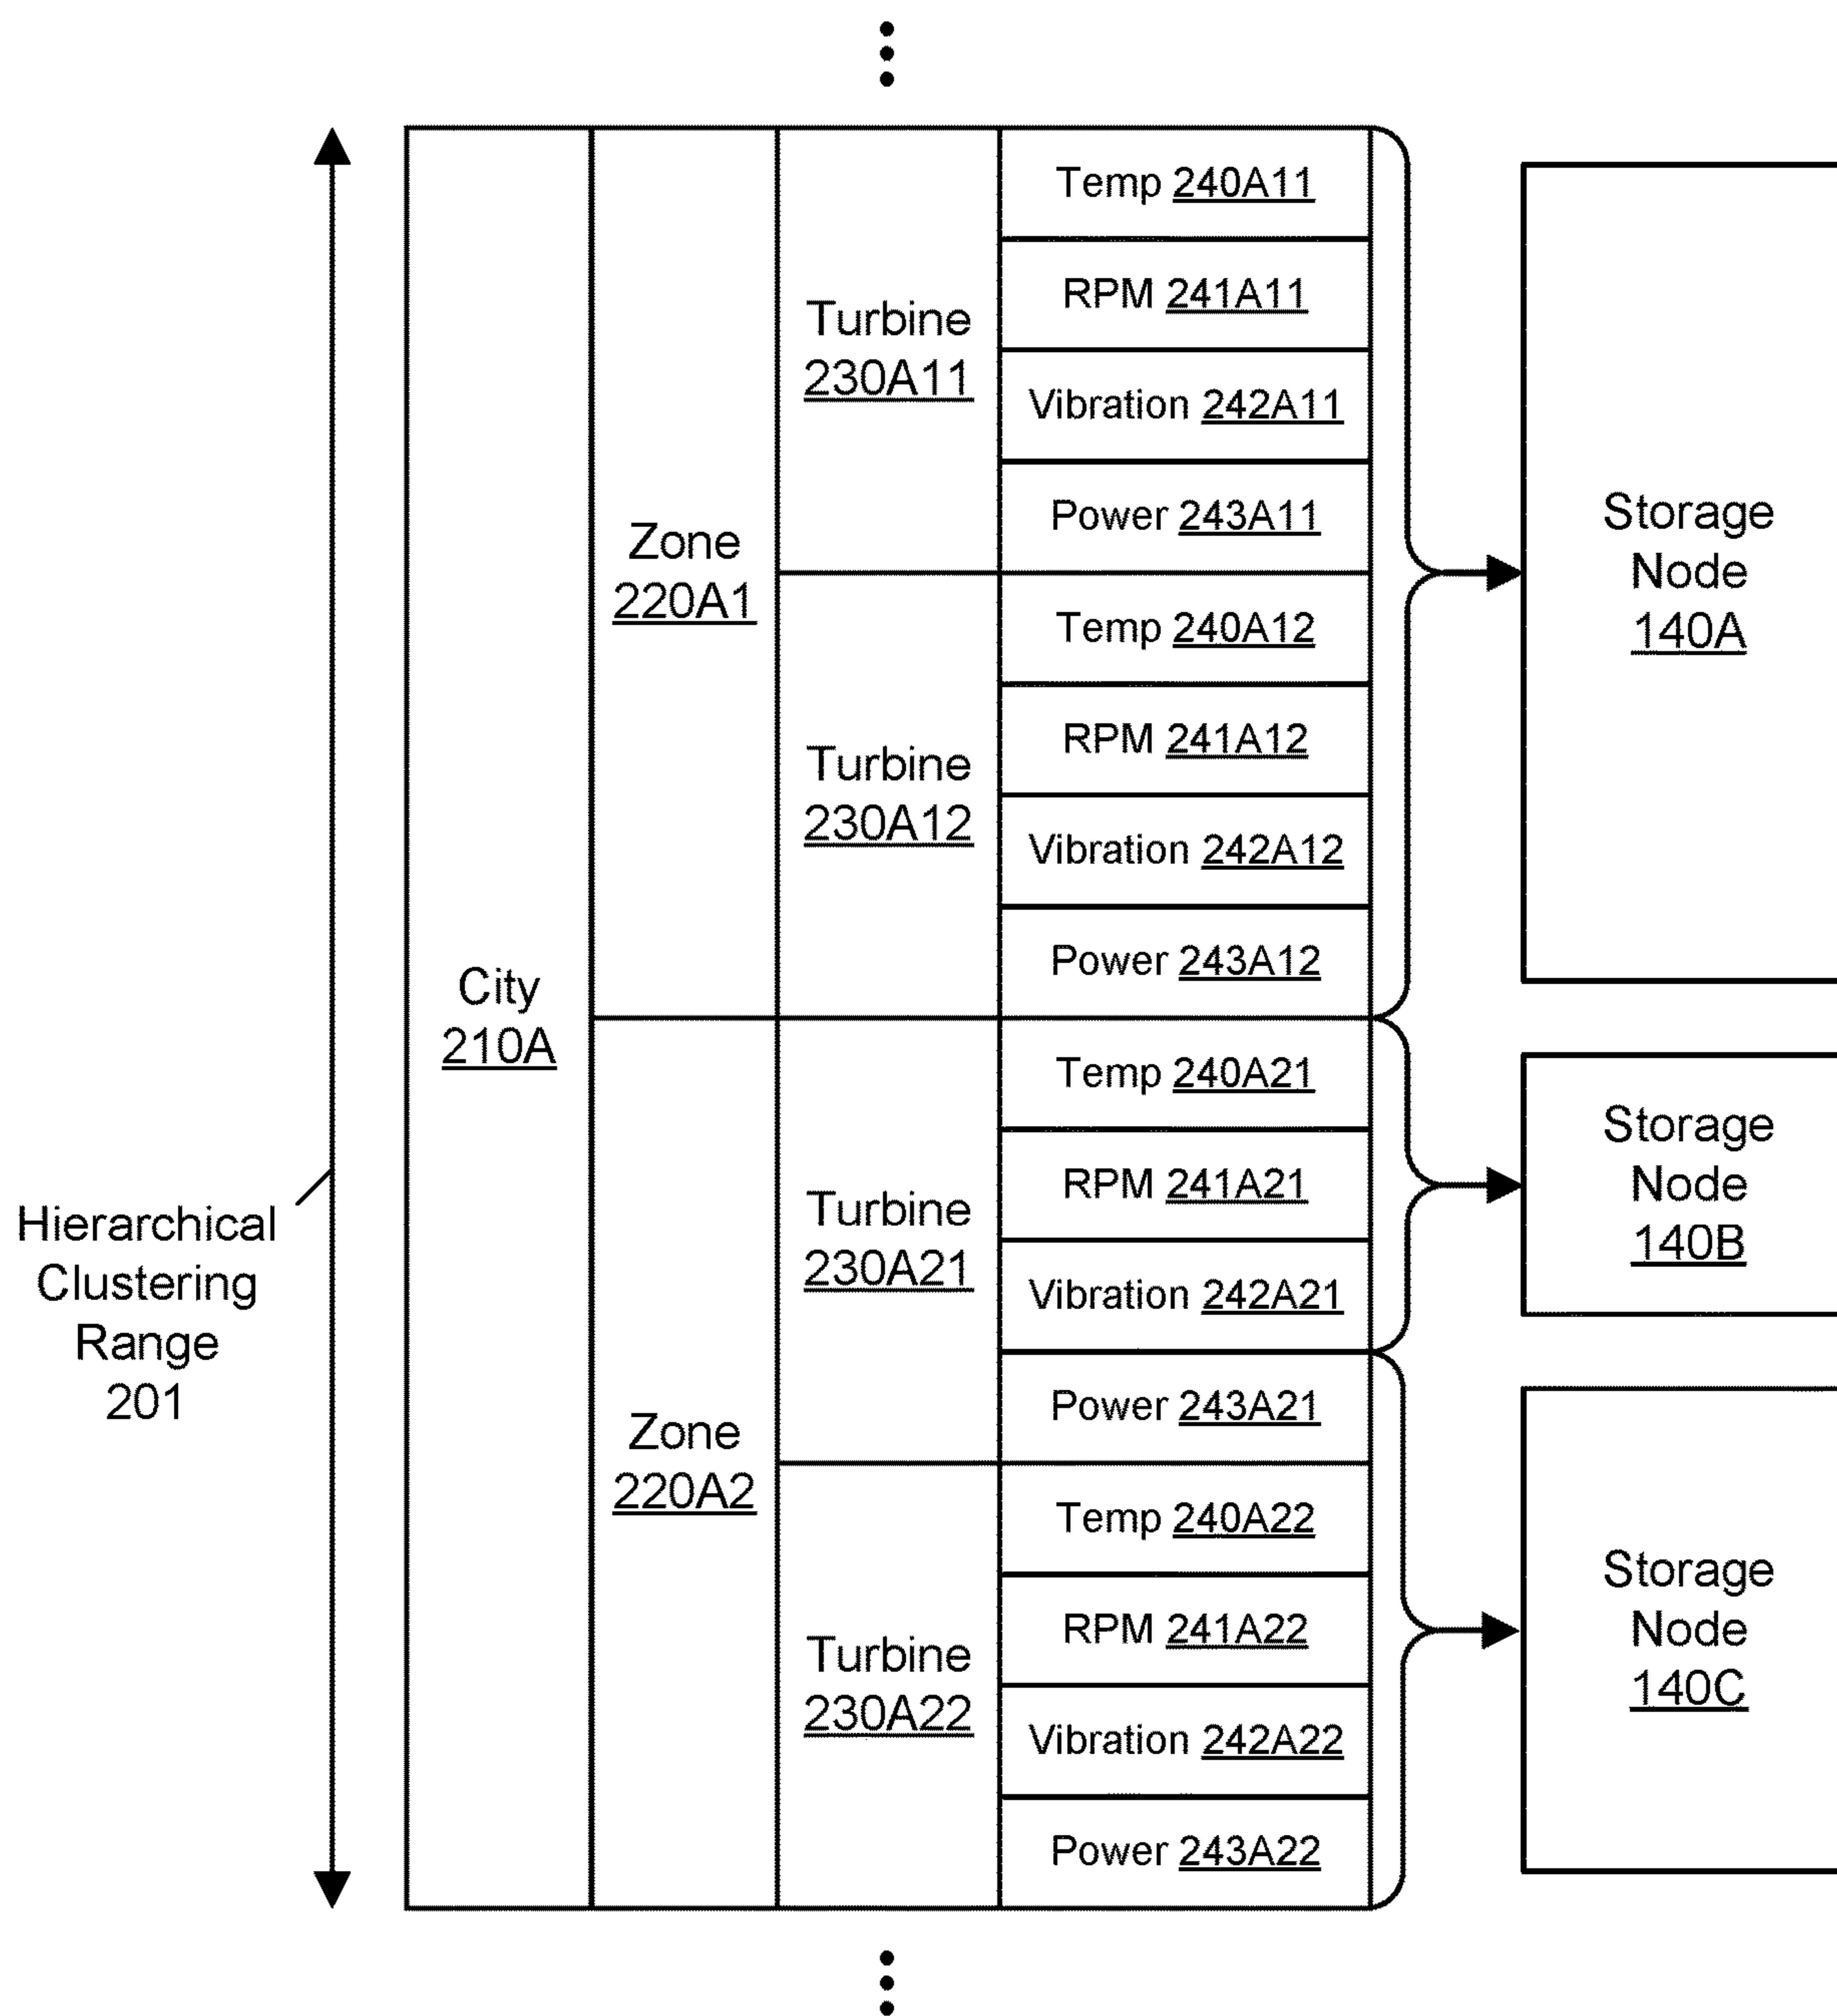 Hierarchical
Clustering
Range
201
City
210A
Zone
220A1
Zone
220A2
Turbine
230A11
Turbine
230A12
Turbine
230A21
Turbine
230A22
Temp 240A11
RPM 241A11
Vibration 242A11
Power 243A11
Temp 240A12
RPM 241A12
Vibration 242A12
Power 243A12
Temp 240A21
RPM 241A21
Vibration 242A21
Power 243A21
Temp 240A22
RPM 241A22
Vibration 242A22
Power 243A22
Storage
Node
140A
Storage
Node
140B
Storage
Node
140C